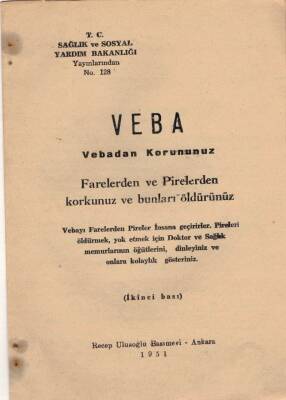 T. C.
SAĞLIK ve SOSYAL
YARDIM BAKANLIĞI
Yayınlarından
No. 128
VEBA
Vebadan Korununuz
Farelerden ve Pirelerden
korkunuz ve bunları öldürünüz
Vebayı Farelerden Pireler İnsana geçirirler. Pireleri
öldürmek, yok etmek için Doktor ve Sağlık
memurlarının öğütlerini, dinleyiniz ve
onlara kolaylık gösteriniz.
(İkinci bası)
Recep Ulusoğlu Basımevi - Ankara
1951